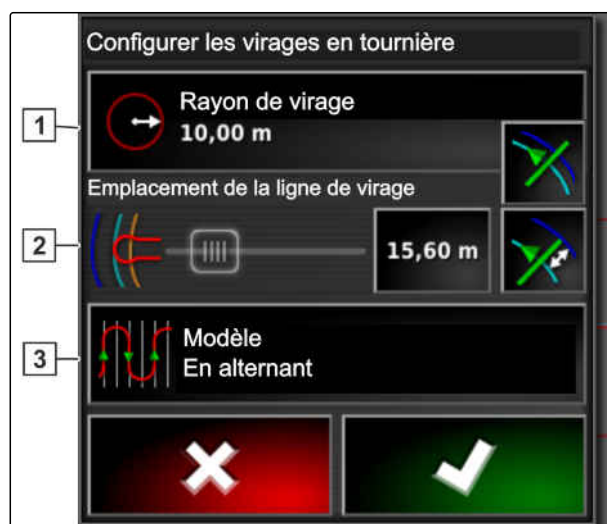 Configurer les virages en tournière
1
Rayon de virage
10,00 m
Emplacement de la ligne de virage
2
15,60 m
3
Modèle
En alternant